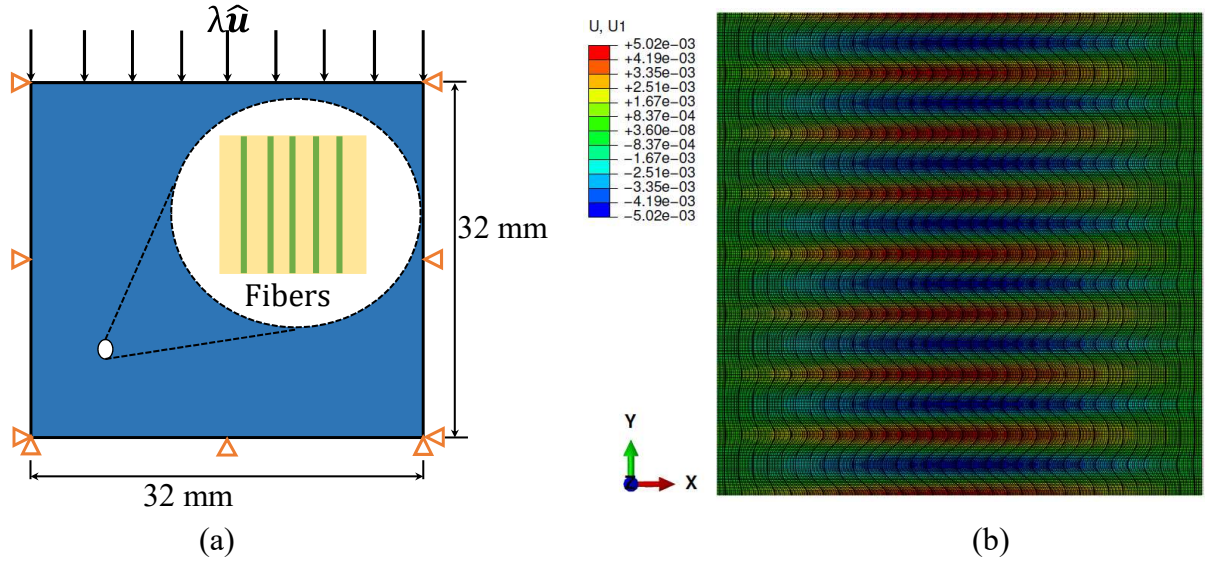 λû
Fibers
32 mm
32 mm
(a)
U, U1
+5.02e-03
+4.19e-03
+3.35e-03
+2.51e-03
+1.67e-03
+8.37e-04
+3.60e-08
-8.37e-04
-1.67e-03
-2.51e-03
-3.35e-03
-4.19e-03
-5.02e-03
Y
X
(b)